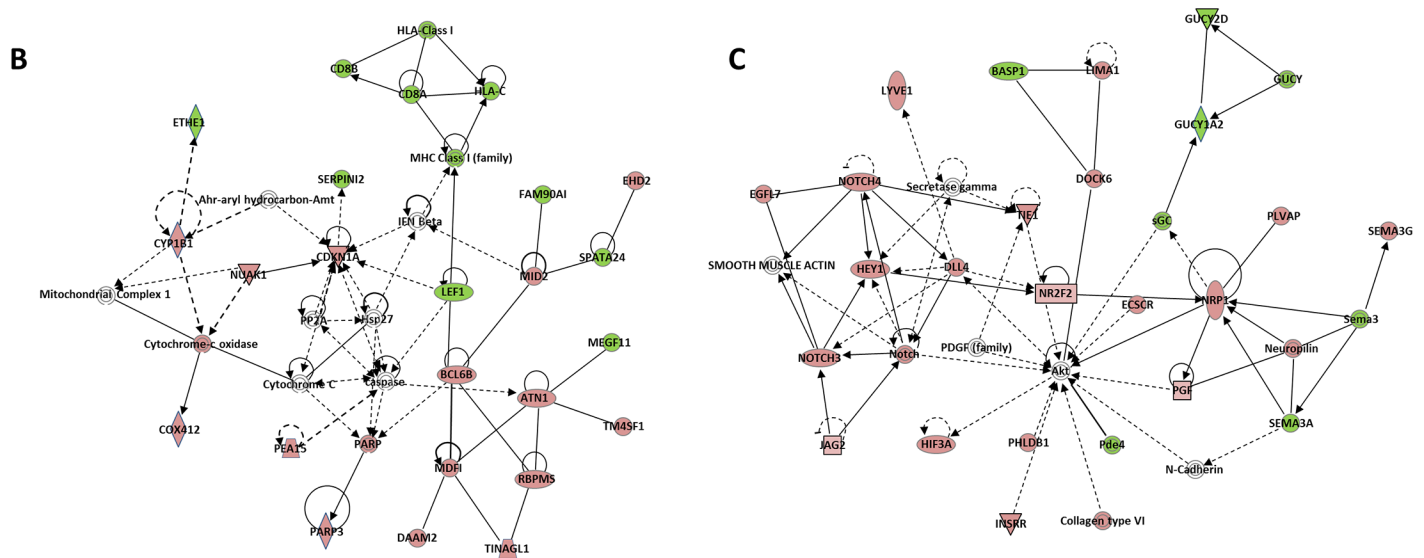 B
HLA-Class I
CD8B
CD8A
HLA-C
ETHE1
MHC Class I (family)
SERPINI2
FAM90AI
EHD2
Ahr-aryl hydrocarbon-Amt
IFN Beta
CYP1B1
CDKN1A
NUAK1
MID2
SPATA24
Mitochondrial Complex 1
LEF1
PP2A
Hsp27
Cytochrome-c oxidase
MEGF11
Cytochrome C
caspase
BCL6B
ATN1
COX412
TM4SF1
PEA15
PARP
MDFI
RBPMS
PARP3
DAAM2
TINAGL1
C
GUCY2D
BASP1
LIMA1
GUCY
LYVE1
GUCY1A2
NOTCH4
Secretase gamma
DOCK6
EGFL7
TIE1
sGC
PLVAP
SEMA3G
SMOOTH MUSCLE ACTIN
HEY1
DLL4
NR2F2
ECSCR
NRP1
Sema3
NOTCH3
Notch
PDGF (family)
Akt
Neuropilin
PGF
JAG2
HIF3A
PHLDB1
Pde4
SEMA3A
N-Cadherin
INSRR
Collagen type VI